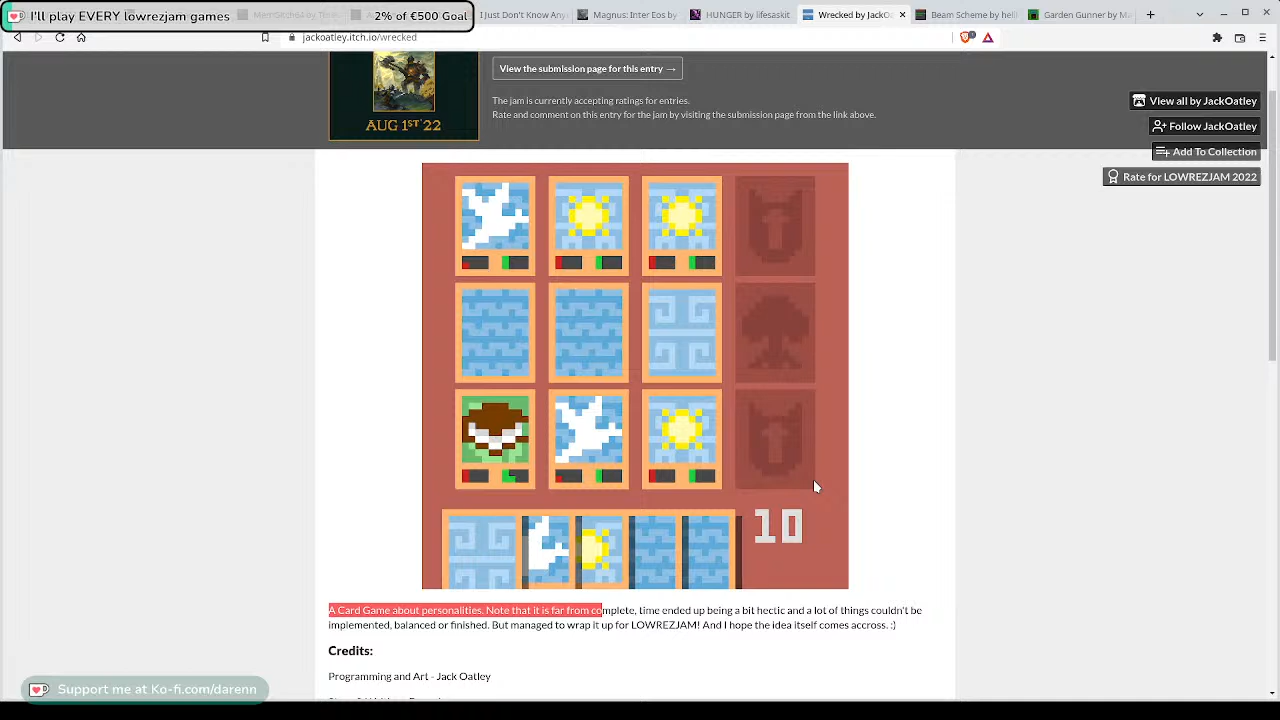 I'll play EVERY lowrezjam games
2% of €500 Goal
I Just Don't Know Any
Magnus: Inter Eos by
HUNGER by lifesaskit
Wrecked by JackO
Beam Scheme by helli
Garden Gunner by Ma
jackoatley.itch.io/wrecked
View the submission page for this entry →
The jam is currently accepting ratings for entries.
Rate and comment on this entry for the jam by visiting the submission page from the link above.
AUG 1ST '22
View all by JackOatley
Follow JackOatley
Add To Collection
Rate for LOWREZJAM 2022
10
A Card Game about personalities. Note that it is far from complete, time ended up being a bit hectic and a lot of things couldn't be
implemented, balanced or finished. But managed to wrap it up for LOWREZJAM! And I hope the idea itself comes accross. :)
Credits:
Programming and Art - Jack Oatley
Support me at Ko-fi.com/darenn